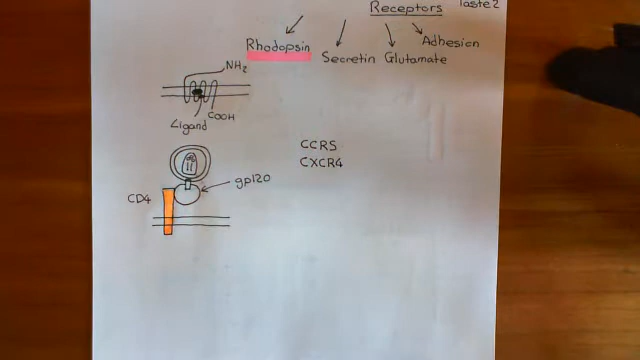 Receptors
Taste 2
Rhodopsin
Secretin
Glutamate
Adhesion
NH2
COOH
Ligand
CCR5
CXCR4
gp120
CD4